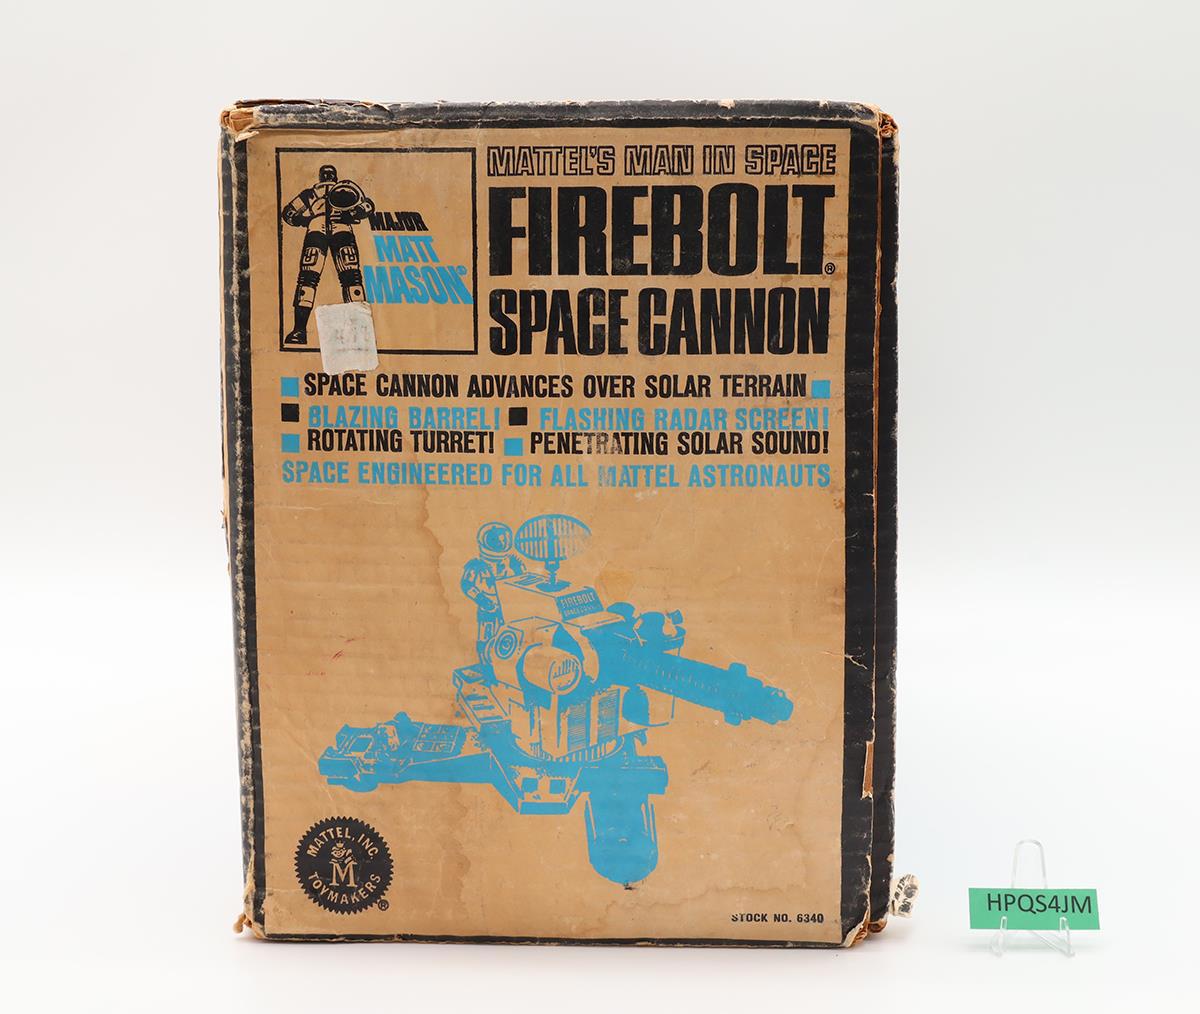 MATTEL'S MAN IN SPACE
FIREBOLT®
SPACE CANNON
MAJOR
MATT
MASON®
SPACE CANNON ADVANCES OVER SOLAR TERRAIN
BLAZING BARREL! FLASHING RADAR SCREEN!
ROTATING TURRET! PENETRATING SOLAR SOUND!
SPACE ENGINEERED FOR ALL MATTEL ASTRONAUTS
FIREBOLT
MATTEL, INC.
M
TOYMAKERS®
STOCK NO. 6340
HPQS4JM